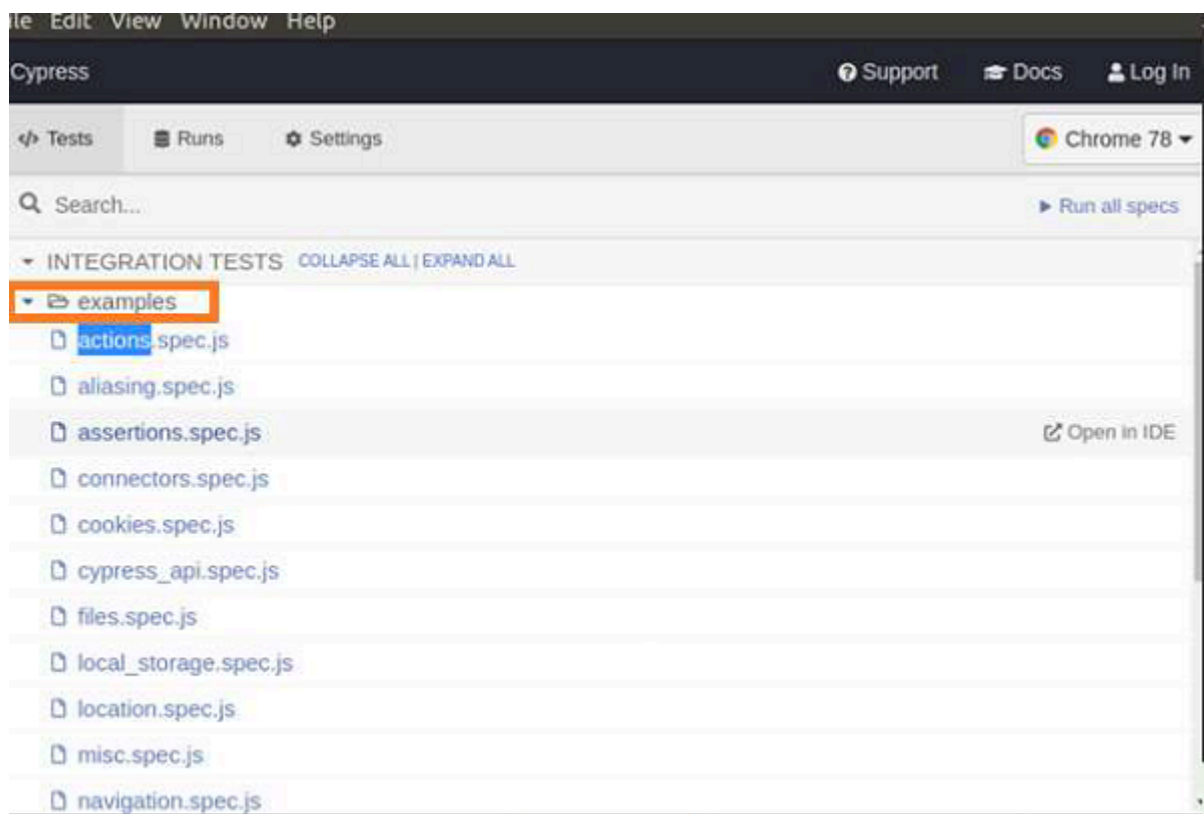 le Edit View Window Help
Cypress Support Docs Log In
</> Tests Runs Settings Chrome 78
Search... Run all specs
INTEGRATION TESTS COLLAPSE ALL | EXPAND ALL
examples
actions.spec.js
aliasing.spec.js
assertions.spec.js Open in IDE
connectors.spec.js
cookies.spec.js
cypress_api.spec.js
files.spec.js
local_storage.spec.js
location.spec.js
misc.spec.js
navigation.spec.js